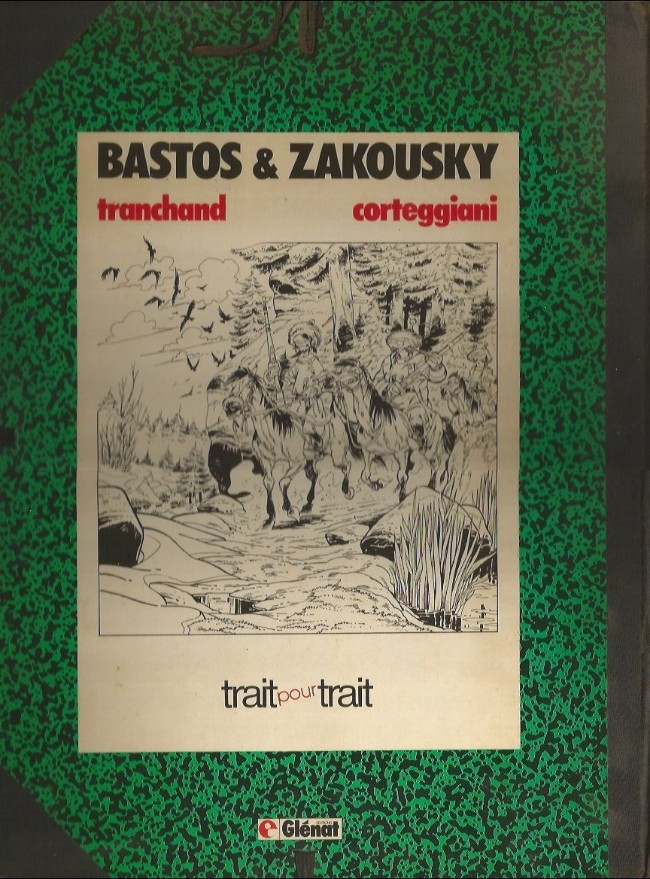 BASTOS & ZAKOUSKY
tranchand corteggiani
trait pour trait
e Glénat